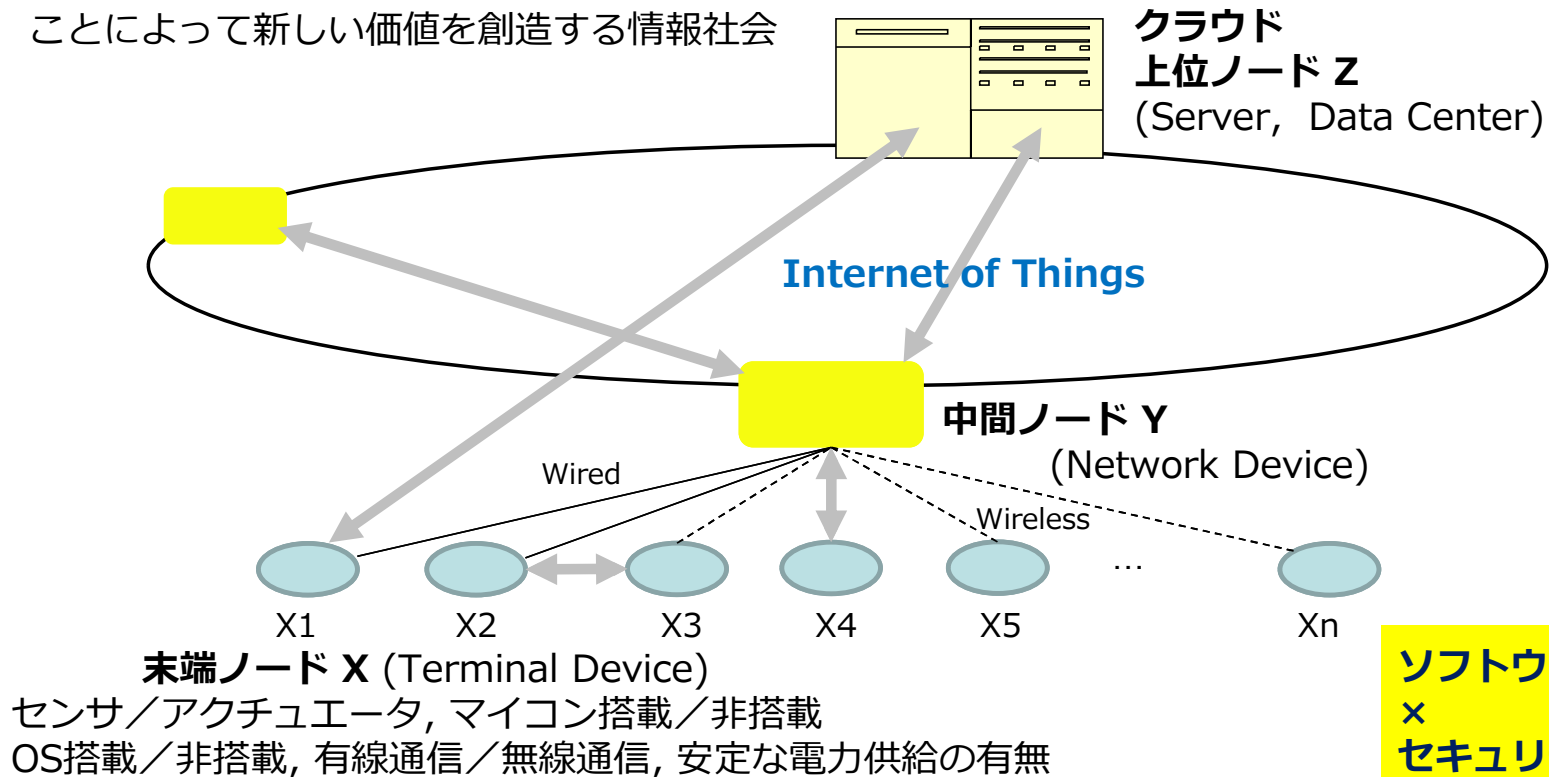 ことによって新しい価値を創造する情報社会
クラウド
上位ノード Z
(Server, Data Center)
Internet of Things
中間ノード Y
(Network Device)
Wired
Wireless
…
X1 X2 X3 X4 X5 Xn
末端ノード X (Terminal Device)
センサ／アクチュエータ, マイコン搭載／非搭載
OS搭載／非搭載, 有線通信／無線通信, 安定な電力供給の有無
ソフトウ
×
セキュリ